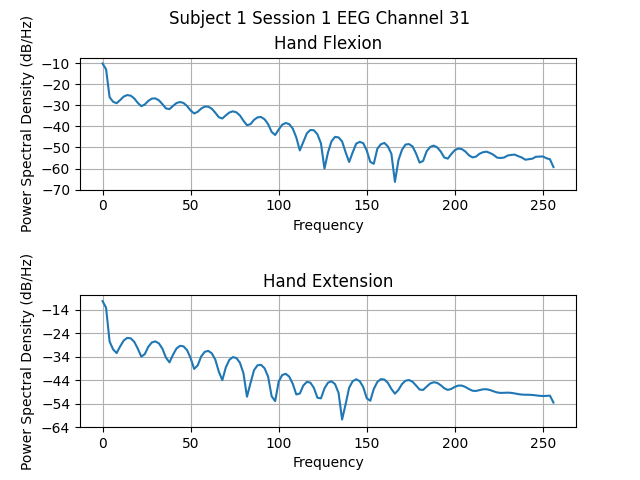 Subject 1 Session 1 EEG Channel 31
Hand Flexion
Power Spectral Density (dB/Hz)
−10
−20
−30
−40
−50
−60
−70
0 50 100 150 200 250
Frequency
Hand Extension
Power Spectral Density (dB/Hz)
−14
−24
−34
−44
−54
−64
0 50 100 150 200 250
Frequency